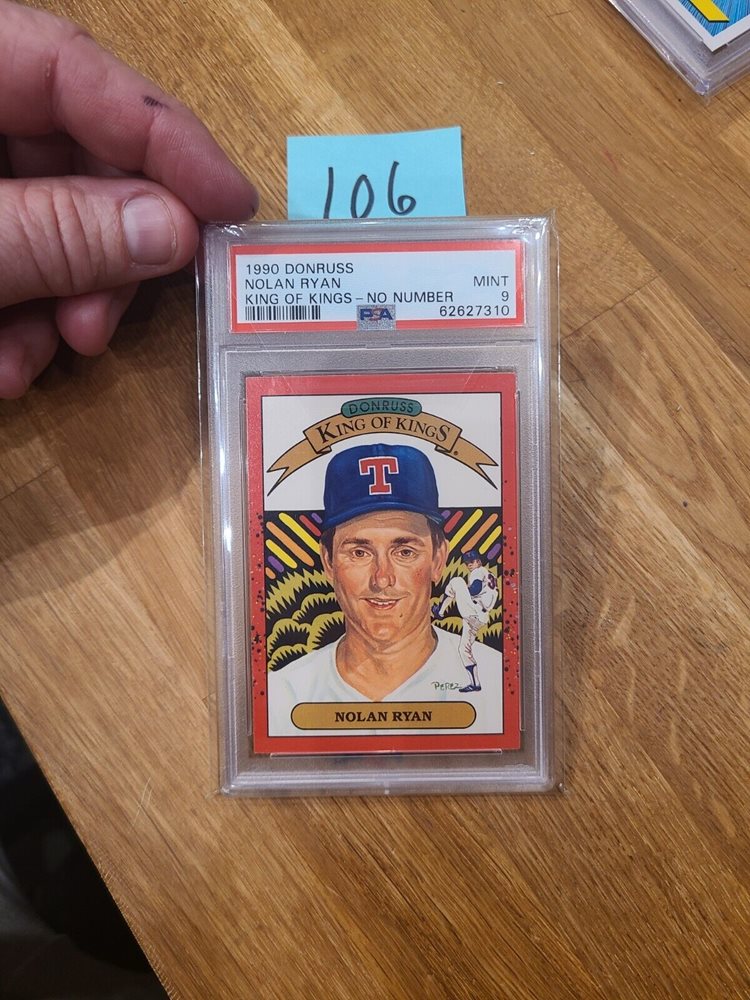 106
1990 DONRUSS
NOLAN RYAN MINT
KING OF KINGS - NO NUMBER 9
PSA 62627310
DONRUSS
KING OF KINGS®
T
PEREZ
NOLAN RYAN